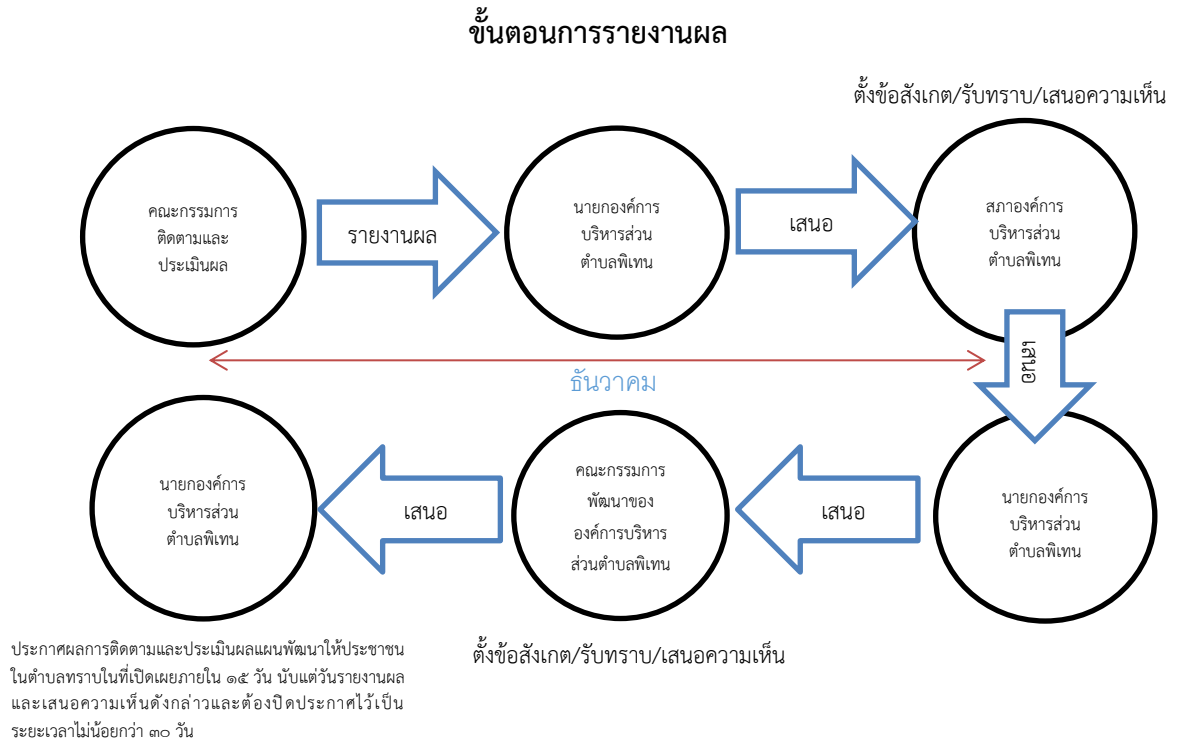 ขั้นตอนการรายงานผล
ตั้งข้อสังเกต/รับทราบ/เสนอความเห็น
คณะกรรมการ
ติดตามและ
ประเมินผล
รายงานผล
นายกองค์การ
บริหารส่วน
ตำบลพิเทน
เสนอ
สภาองค์การ
บริหารส่วน
ตำบลพิเทน
เสนอ
ธันวาคม
นายกองค์การ
บริหารส่วน
ตำบลพิเทน
เสนอ
คณะกรรมการ
พัฒนาของ
องค์การบริหาร
ส่วนตำบลพิเทน
เสนอ
นายกองค์การ
บริหารส่วน
ตำบลพิเทน
ตั้งข้อสังเกต/รับทราบ/เสนอความเห็น
ประกาศผลการติดตามและประเมินผลแผนพัฒนาให้ประชาชน
ในตำบลทราบในที่เปิดเผยภายใน ๑๕ วัน นับแต่วันรายงานผล
และเสนอความเห็นดังกล่าวและต้องปิดประกาศไว้เป็น
ระยะเวลาไม่น้อยกว่า ๓๐ วัน